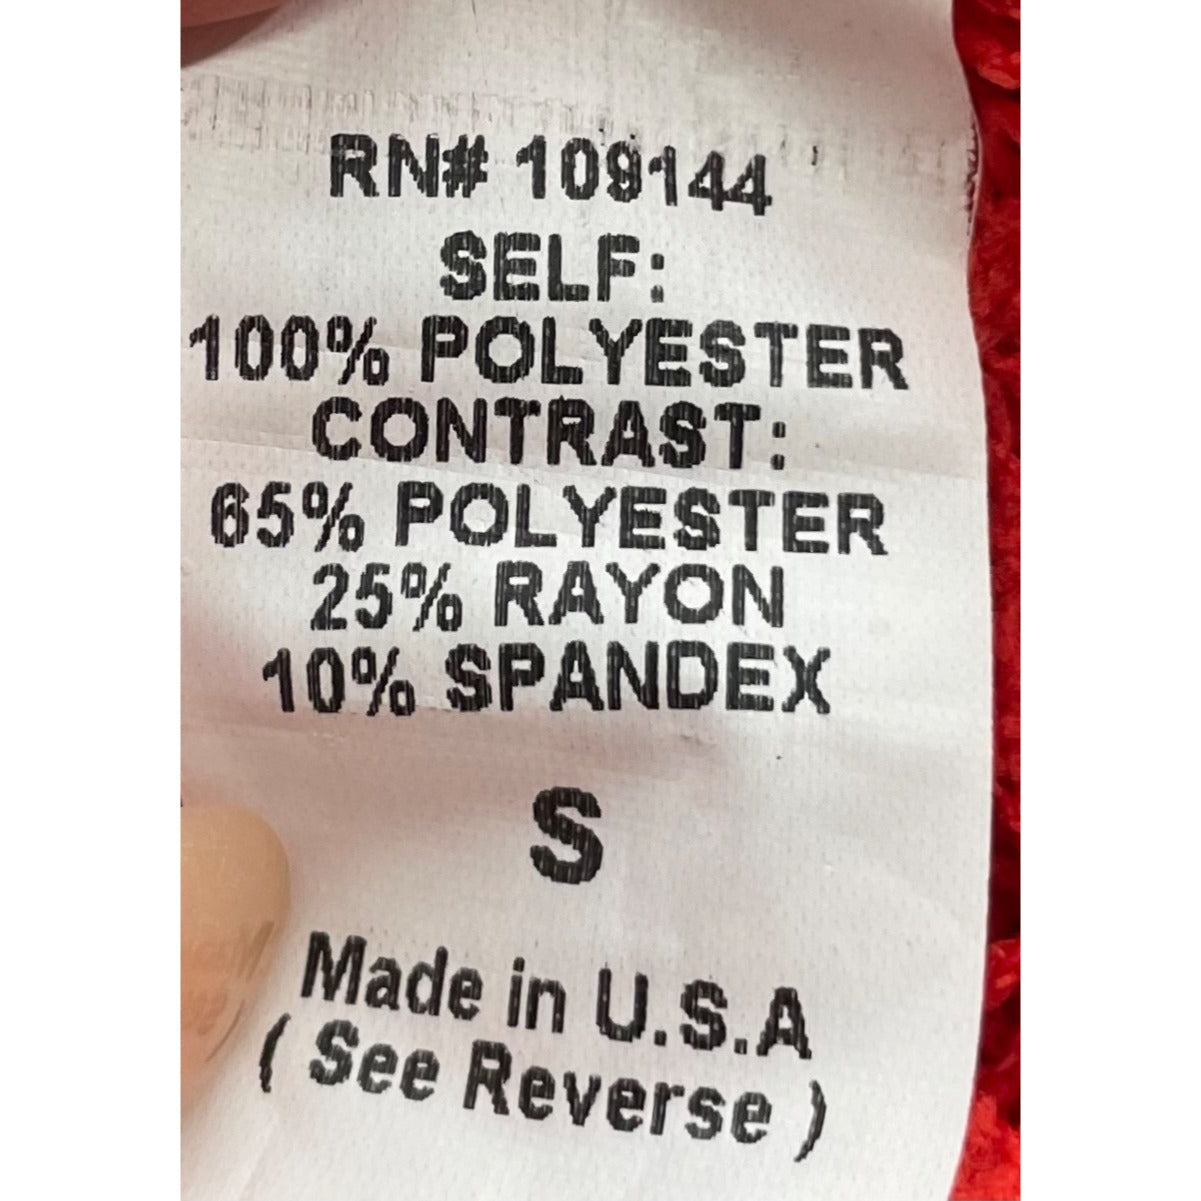 RN# 109144
SELF:
100% POLYESTER
CONTRAST:
65% POLYESTER
25% RAYON
10% SPANDEX
S
Made in U.S.A
( See Reverse )